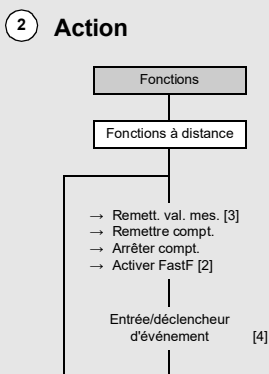 2 Action
Fonctions
Fonctions à distance
→ Remett. val. mes. [3]
→ Remettre compt.
→ Arrêter compt.
→ Activer FastF [2]
Entrée/déclencheur
d'événement [4]